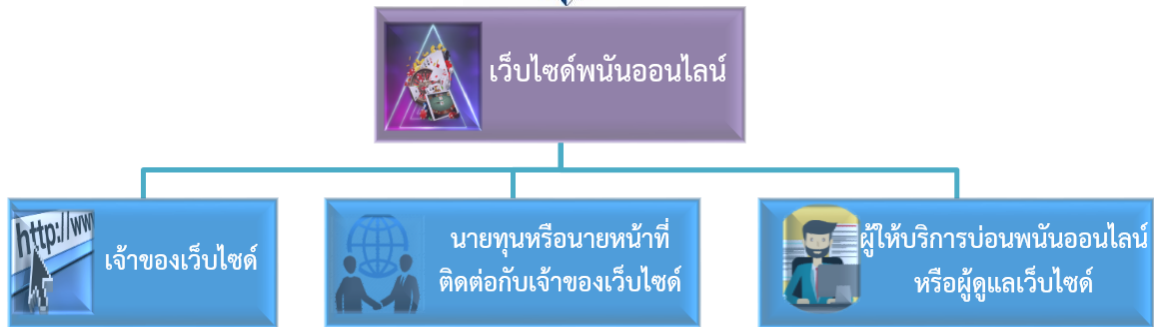 เว็บไซด์พนันออนไลน์
http://www
เจ้าของเว็บไซด์
นายทุนหรือนายหน้าที่
ติดต่อกับเจ้าของเว็บไซด์
ผู้ให้บริการบ่อนพนันออนไลน์
หรือผู้ดูแลเว็บไซด์